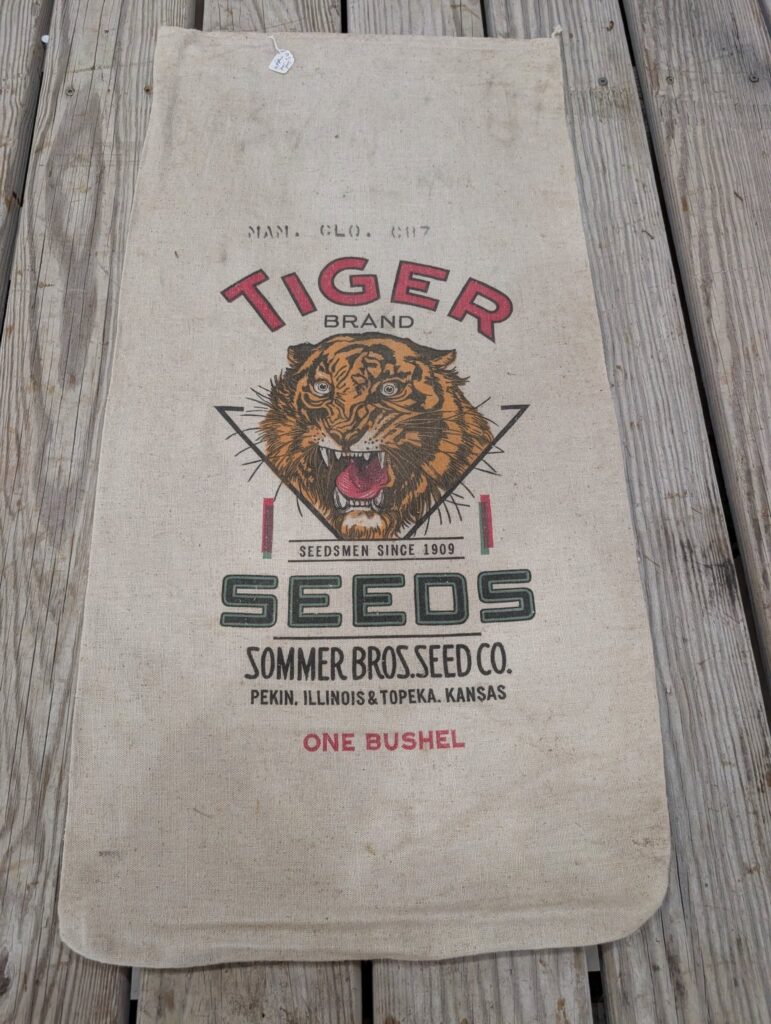 MAM. CLO. C87
TIGER
BRAND
SEEDSMEN SINCE 1909
SEEDS
SOMMER BROS. SEED CO.
PEKIN, ILLINOIS & TOPEKA, KANSAS
ONE BUSHEL